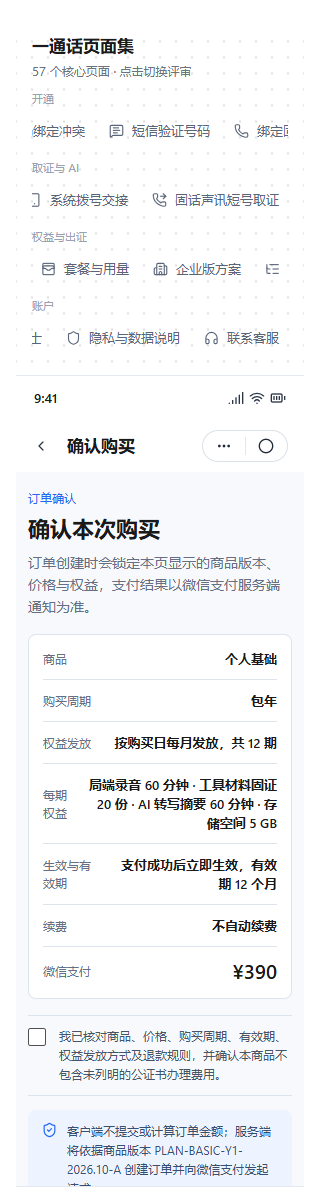 一通话页面集
57 个核心页面 · 点击切换评审
开通
绑定冲突 短信验证号码 绑定
取证与 AI
系统拨号交接 固话声讯短号取证
权益与出证
套餐与用量 企业版方案
账户
士 隐私与数据说明 联系客服
9:41
确认购买
订单确认
确认本次购买
订单创建时会锁定本页显示的商品版本、
价格与权益，支付结果以微信支付服务端
通知为准。
商品 个人基础
购买周期 包年
权益发放 按购买日每月发放，共 12 期
每期
权益
局端录音 60 分钟 · 工具材料固证
20 份 · AI 转写摘要 60 分钟 · 存
储空间 5 GB
生效与有
效期
支付成功后立即生效，有效
期 12 个月
续费 不自动续费
微信支付 ¥390
我已核对商品、价格、购买周期、有效期、
权益发放方式及退款规则，并确认本商品不
包含未列明的公证书办理费用。
客户端不提交或计算订单金额；服务端
将依据商品版本 PLAN-BASIC-Y1-
2026.10-A 创建订单并向微信支付发起